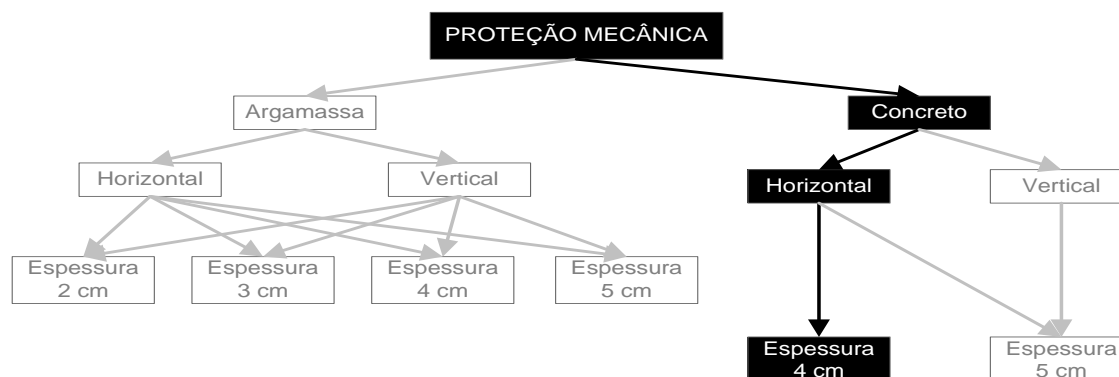 PROTEÇÃO MECÂNICA
Argamassa
Concreto
Horizontal
Vertical
Horizontal
Vertical
Espessura
2 cm
Espessura
3 cm
Espessura
4 cm
Espessura
5 cm
Espessura
4 cm
Espessura
5 cm